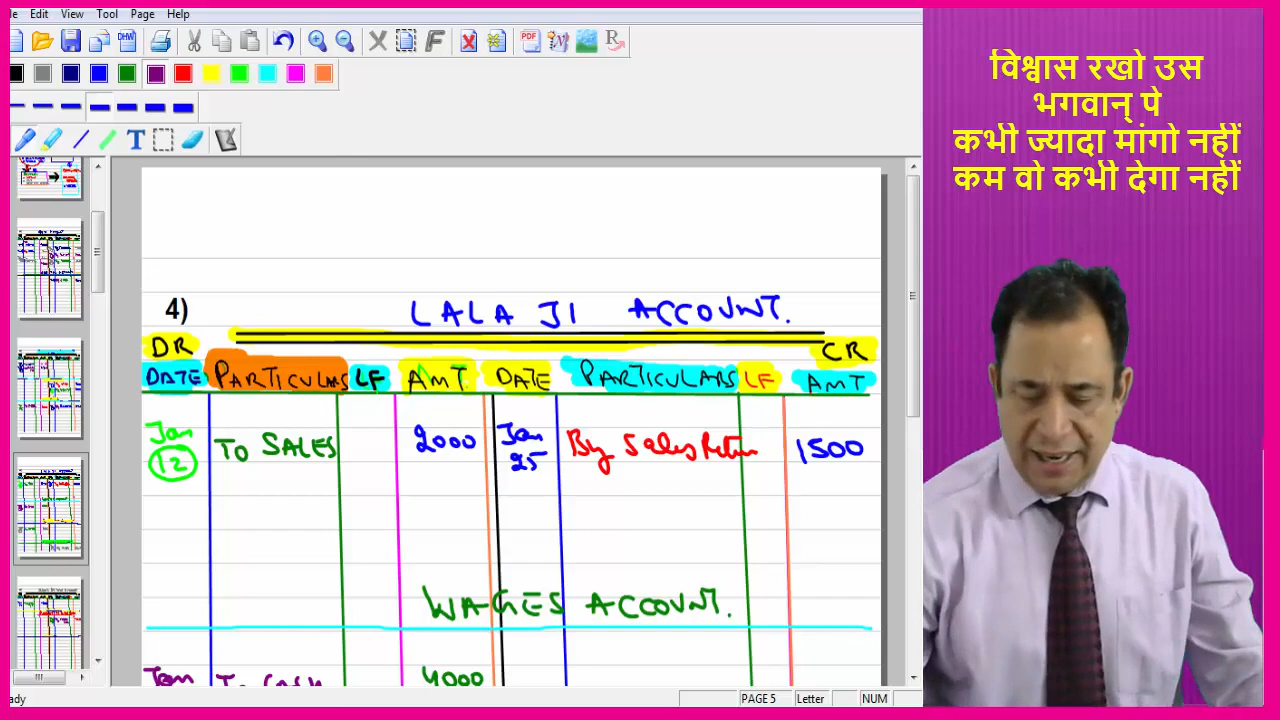 Edit View Tool Page Help
विश्वास रखो उस
भगवान् पे
कभी ज्यादा मांगो नहीं
कम वो कभी देगा नहीं
4) LALA JI ACCOUNT.
DR CR
DATE PARTICULARS LF AMT DATE PARTICULARS LF AMT
Jan 12 To SALES 2000 Jan 25 By Sales Return 1500
WAGES ACCOUNT.
Jan To Cash 4000
PAGE 5 Letter NUM